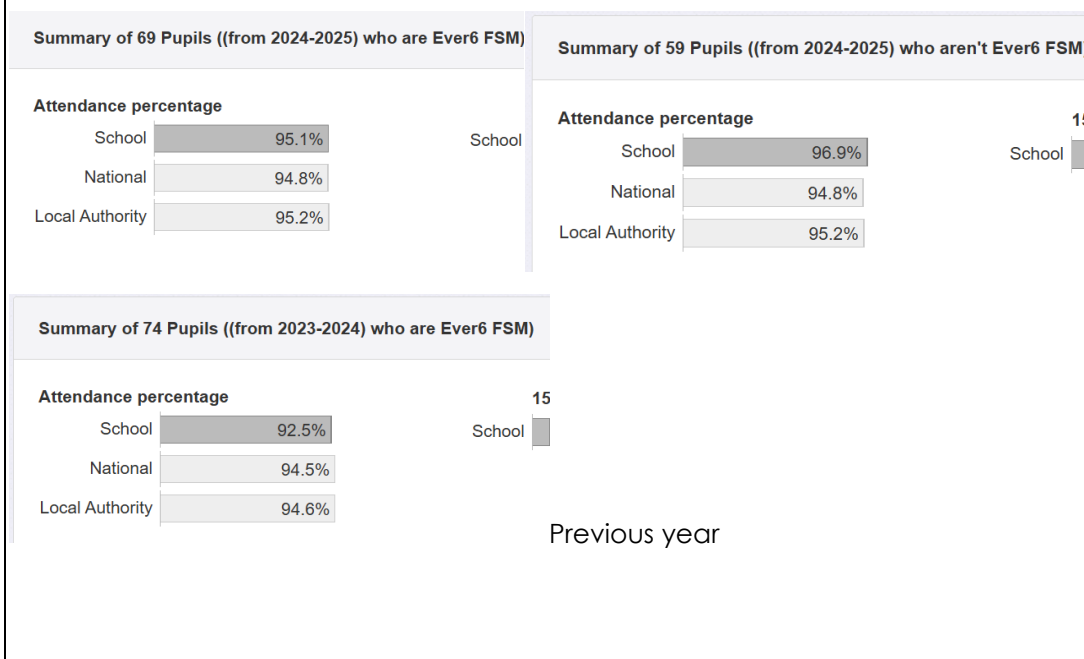 Summary of 69 Pupils ((from 2024-2025) who are Ever6 FSM)
Attendance percentage
School 95.1%
National 94.8%
Local Authority 95.2%
School
Summary of 59 Pupils ((from 2024-2025) who aren't Ever6 FSM)
Attendance percentage
15
School 96.9%
National 94.8%
Local Authority 95.2%
School
Summary of 74 Pupils ((from 2023-2024) who are Ever6 FSM)
Attendance percentage
15
School 92.5%
National 94.5%
Local Authority 94.6%
School
Previous year